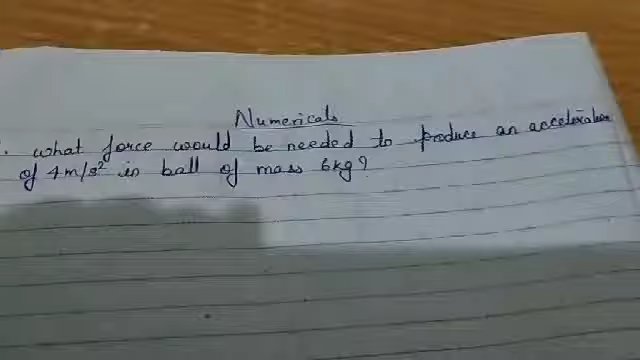 Numericals
. what force would be needed to produce an acceleration
of 4m/s² in ball of mass 6kg?